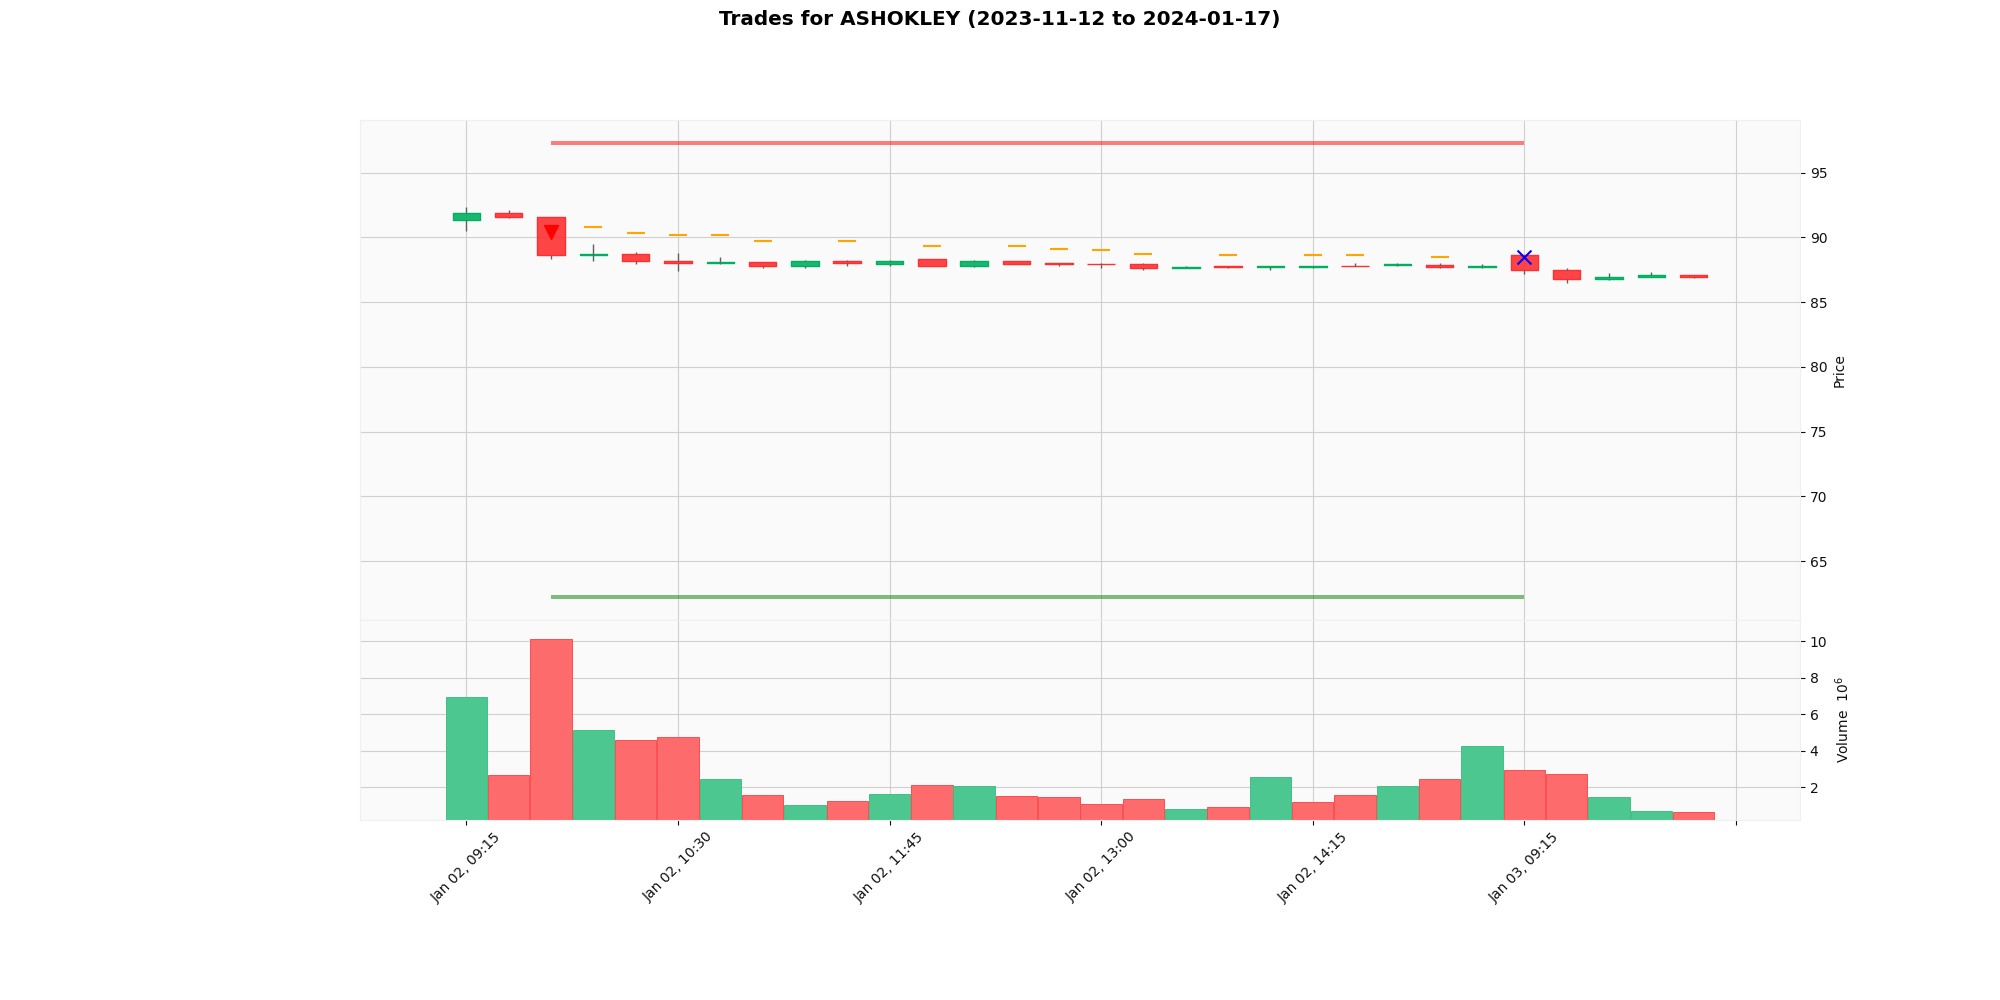 Trades for ASHOKLEY (2023-11-12 to 2024-01-17)
95
90
85
80
75
70
65
Price
10
8
6
4
2
Volume 10⁶
Jan 02, 09:15
Jan 02, 10:30
Jan 02, 11:45
Jan 02, 13:00
Jan 02, 14:15
Jan 03, 09:15